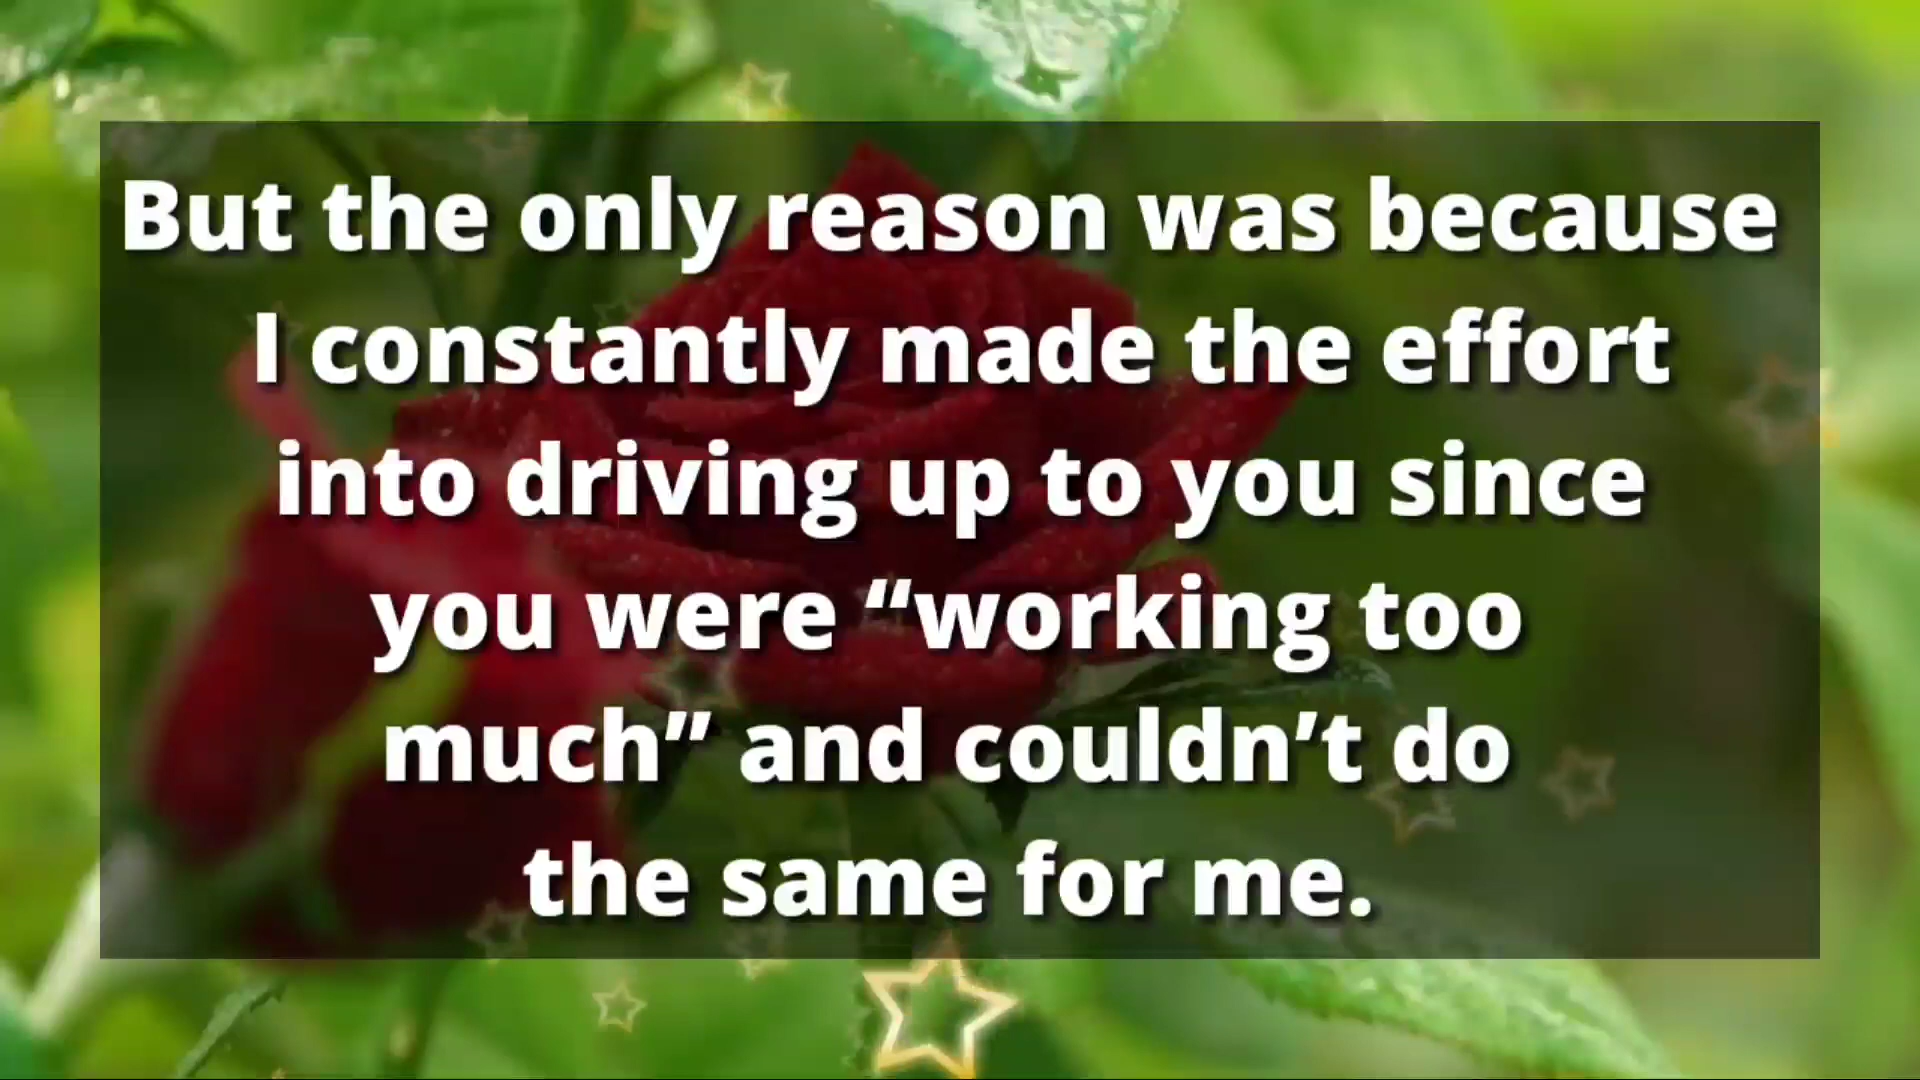 But the only reason was because
I constantly made the effort
into driving up to you since
you were “working too
much” and couldn’t do
the same for me.